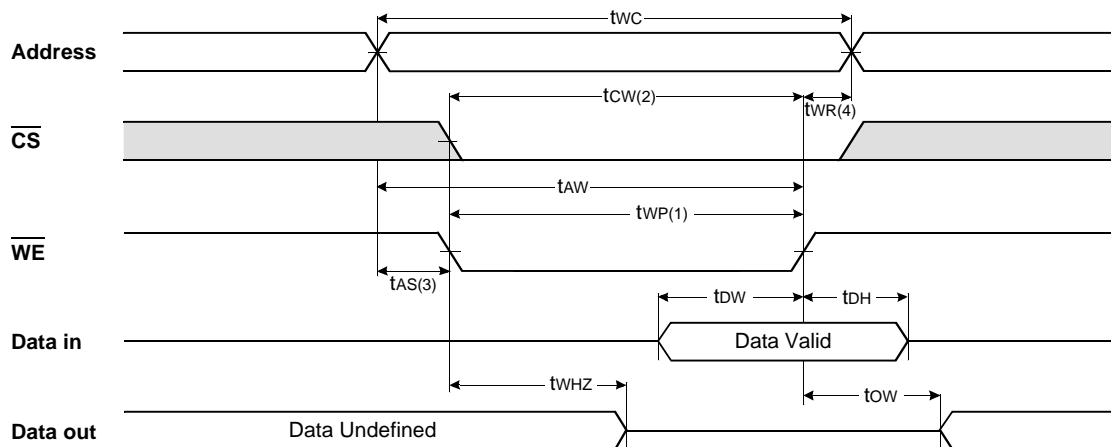 tWC
Address
tCW(2)
tWR(4)
CS
tAW
tWP(1)
WE
tAS(3)
tDW
tDH
Data in
Data Valid
tWHZ
tOW
Data out
Data Undefined